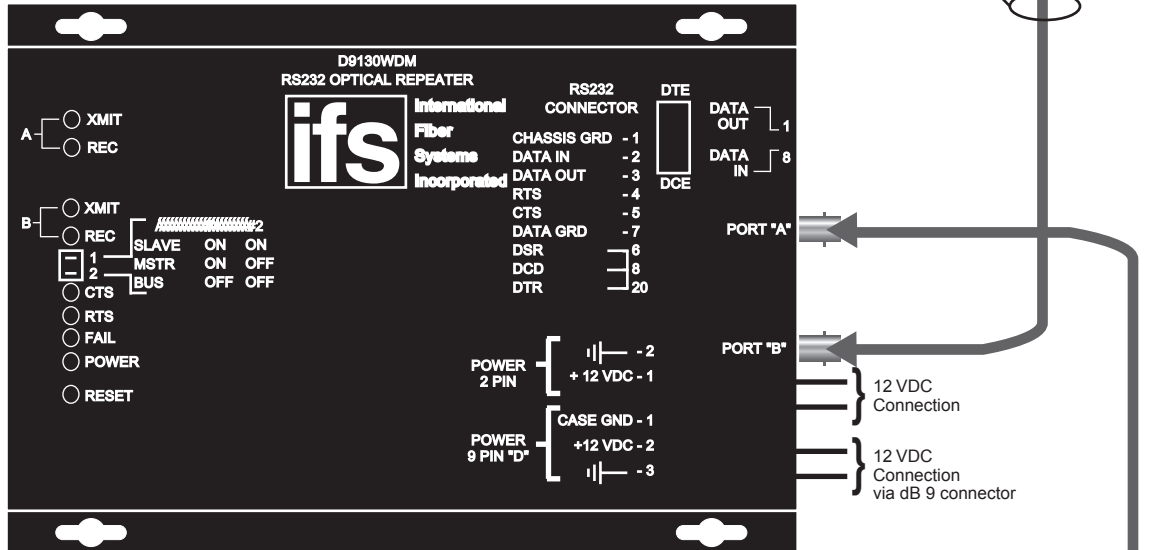 D9130WDM
RS232 OPTICAL REPEATER
ifs
International
Fiber
Systems
Incorporated
A
XMIT
REC
B
XMIT
REC
1
2
#2
SLAVE ON ON
MSTR ON OFF
BUS OFF OFF
CTS
RTS
FAIL
POWER
RESET
RS232
CONNECTOR
CHASSIS GRD - 1
DATA IN - 2
DATA OUT - 3
RTS - 4
CTS - 5
DATA GRD - 7
DSR 6
DCD 8
DTR 20
DTE
DCE
DATA
OUT 1
DATA
IN 8
PORT "A"
PORT "B"
POWER
2 PIN
- 2
+ 12 VDC - 1
POWER
9 PIN "D"
CASE GND - 1
+12 VDC - 2
- 3
12 VDC
Connection
12 VDC
Connection
via dB 9 connector